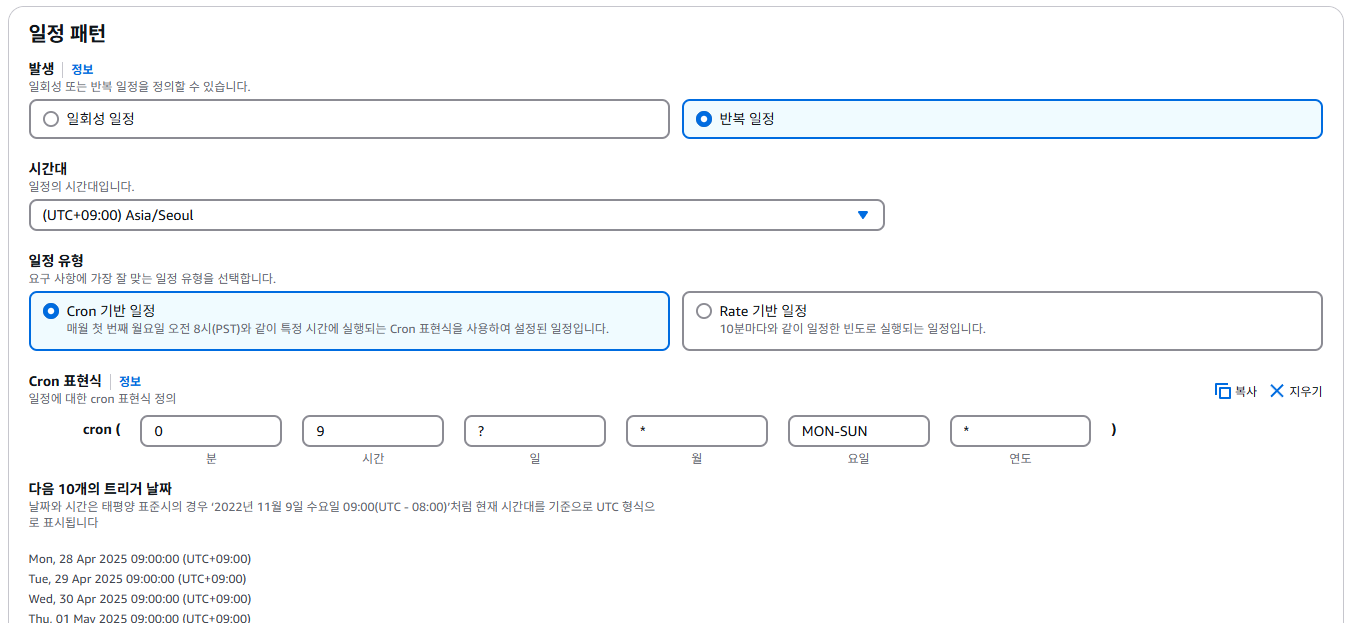 일정 패턴
발생 정보
일회성 또는 반복 일정을 정의할 수 있습니다.
일회성 일정 반복 일정
시간대
일정의 시간대입니다.
(UTC+09:00) Asia/Seoul
일정 유형
요구 사항에 가장 잘 맞는 일정 유형을 선택합니다.
Cron 기반 일정 Rate 기반 일정
매월 첫 번째 월요일 오전 8시(PST)와 같이 특정 시간에 실행되는 Cron 표현식을 사용하여 설정된 일정입니다. 10분마다와 같이 일정한 빈도로 실행되는 일정입니다.
Cron 표현식 정보
일정에 대한 cron 표현식 정의
복사 지우기
cron ( 0 9 ? * MON-SUN * )
분 시간 일 월 요일 연도
다음 10개의 트리거 날짜
날짜와 시간은 태평양 표준시의 경우 '2022년 11월 9일 수요일 09:00(UTC - 08:00)'처럼 현재 시간대를 기준으로 UTC 형식으
로 표시됩니다
Mon, 28 Apr 2025 09:00:00 (UTC+09:00)
Tue, 29 Apr 2025 09:00:00 (UTC+09:00)
Wed, 30 Apr 2025 09:00:00 (UTC+09:00)
Thu, 01 May 2025 09:00:00 (UTC+09:00)